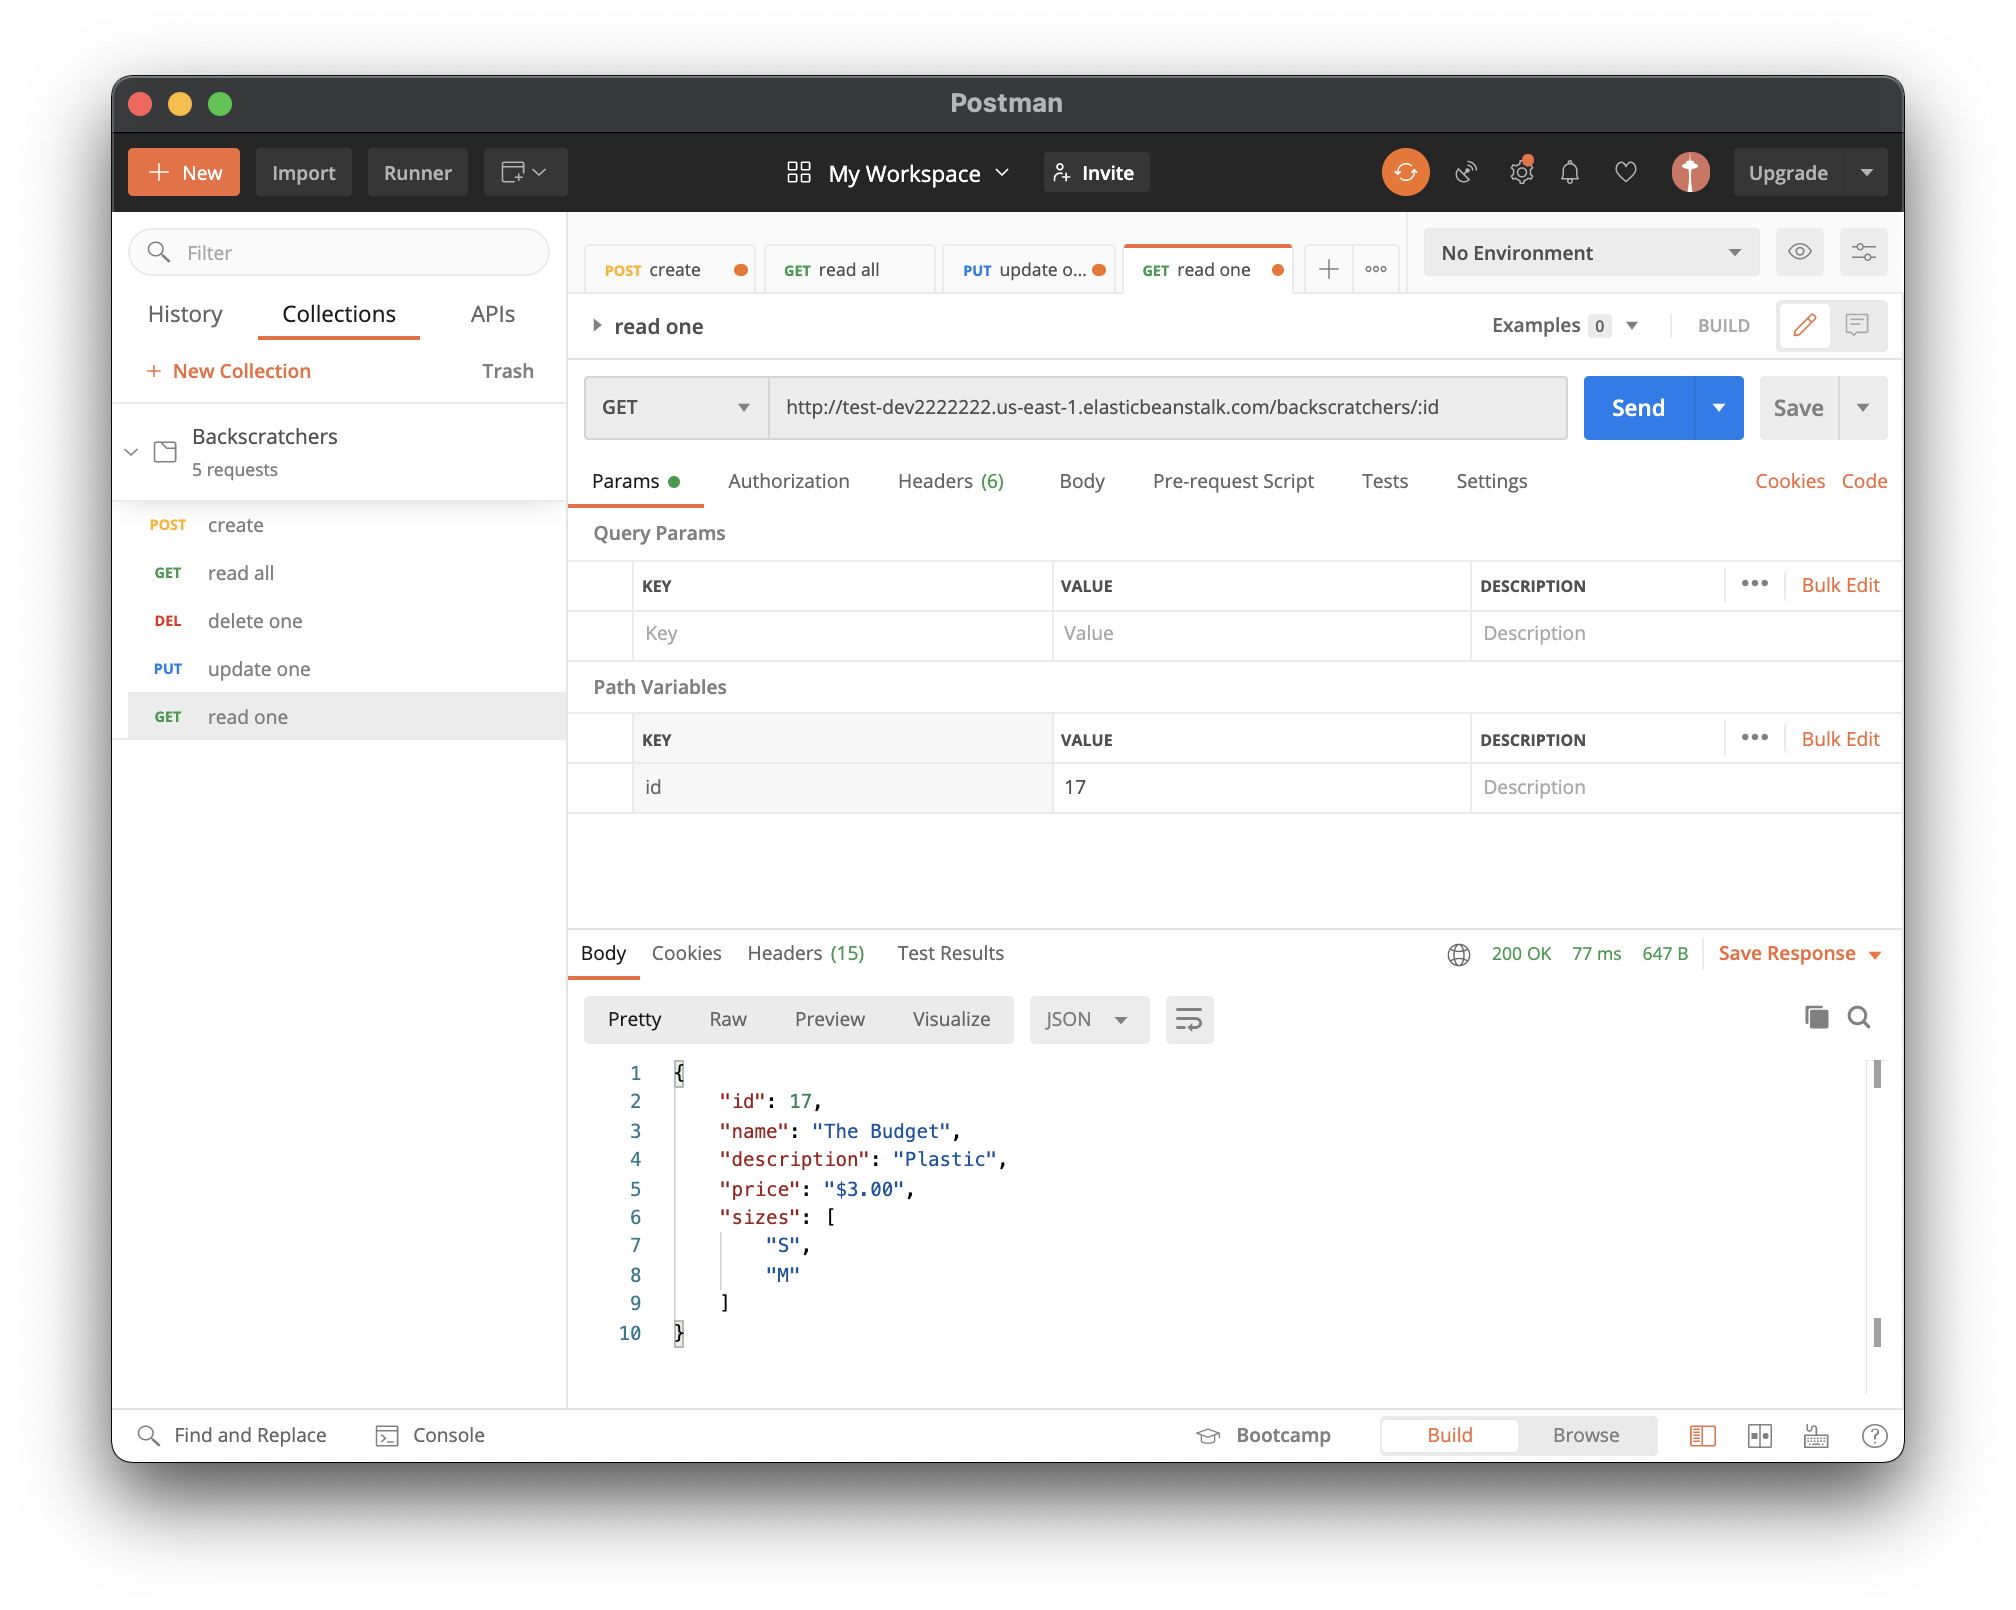 Postman
New Import Runner My Workspace Invite Upgrade
Filter
History Collections APIs
+ New Collection Trash
Backscratchers
5 requests
POST create
GET read all
DEL delete one
PUT update one
GET read one
POST create GET read all PUT update o... GET read one
No Environment
read one Examples 0 BUILD
GET http://test-dev2222222.us-east-1.elasticbeanstalk.com/backscratchers/:id Send Save
Params Authorization Headers (6) Body Pre-request Script Tests Settings Cookies Code
Query Params
KEY VALUE DESCRIPTION ••• Bulk Edit
Key Value Description
Path Variables
KEY VALUE DESCRIPTION ••• Bulk Edit
id 17 Description
Body Cookies Headers (15) Test Results 200 OK 77 ms 647 B Save Response
Pretty Raw Preview Visualize JSON
1 {
2 "id": 17,
3 "name": "The Budget",
4 "description": "Plastic",
5 "price": "$3.00",
6 "sizes": [
7 "S",
8 "M"
9 ]
10 }
Find and Replace Console Bootcamp Build Browse ?